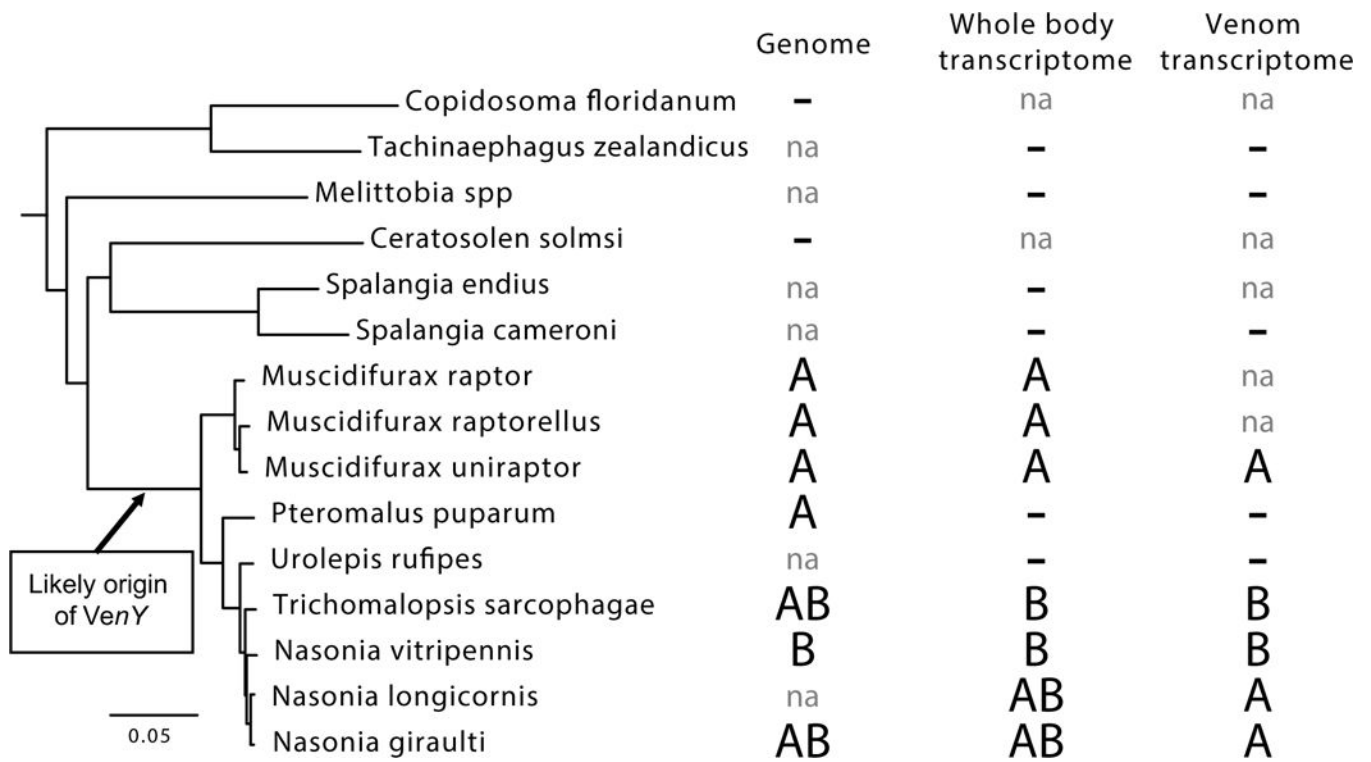 Genome Whole body transcriptome Venom transcriptome
Copidosoma floridanum – na na
Tachinaephagus zealandicus na – –
Melittobia spp na – –
Ceratosolen solmsi – na na
Spalangia endius na – na
Spalangia cameroni na – –
Muscidifurax raptor A A na
Muscidifurax raptorellus A A na
Muscidifurax uniraptor A A A
Pteromalus puparum A – –
Urolepis rufipes na – –
Trichomalopsis sarcophagae AB B B
Nasonia vitripennis B B B
Nasonia longicornis na AB A
Nasonia giraulti AB AB A
Likely origin
of VenY
0.05